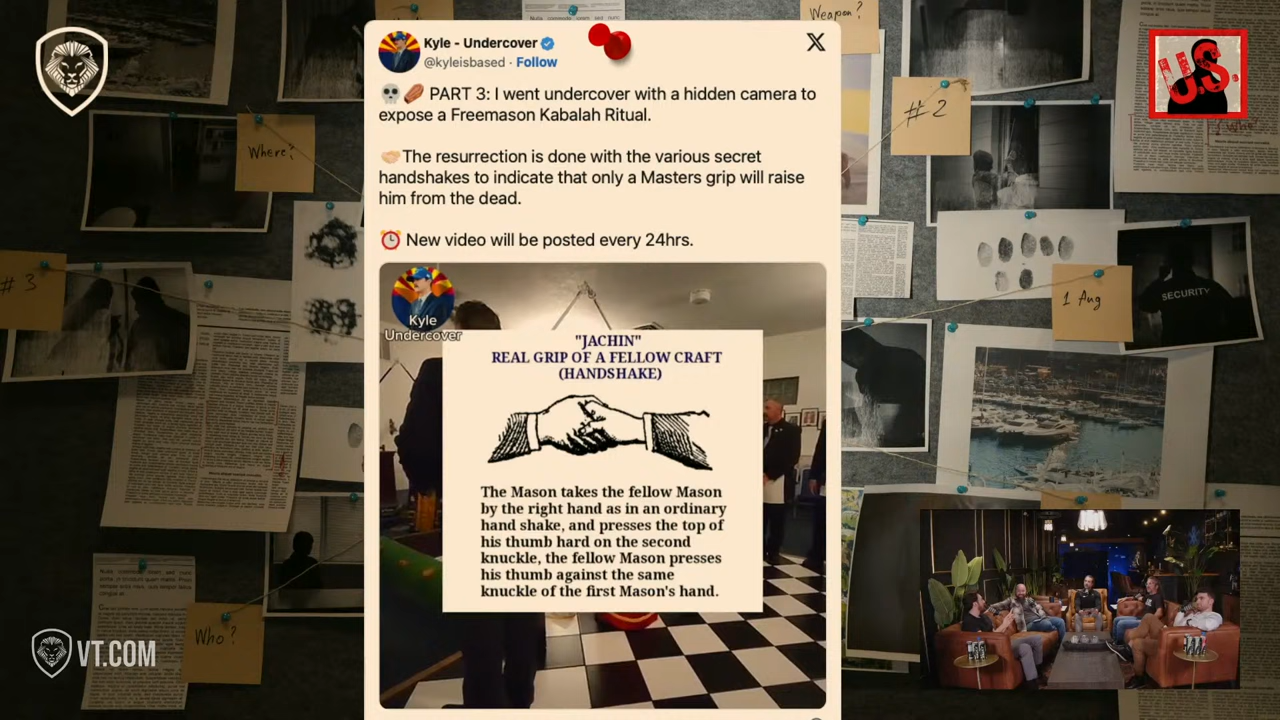 Weapon?
Kyle - Undercover
@kyleisbased · Follow
X
U.S.
💀⚰️ PART 3: I went undercover with a hidden camera to
expose a Freemason Kabalah Ritual.
🤝The resurrection is done with the various secret
handshakes to indicate that only a Masters grip will raise
him from the dead.
⏰ New video will be posted every 24hrs.
Where?
#2
# 3
1 Aug
SECURITY
Kyle
Undercover
"JACHIN"
REAL GRIP OF A FELLOW CRAFT
(HANDSHAKE)
The Mason takes the fellow Mason
by the right hand as in an ordinary
hand shake, and presses the top of
his thumb hard on the second
knuckle, the fellow Mason presses
his thumb against the same
knuckle of the first Mason's hand.
Who?
VT.COM